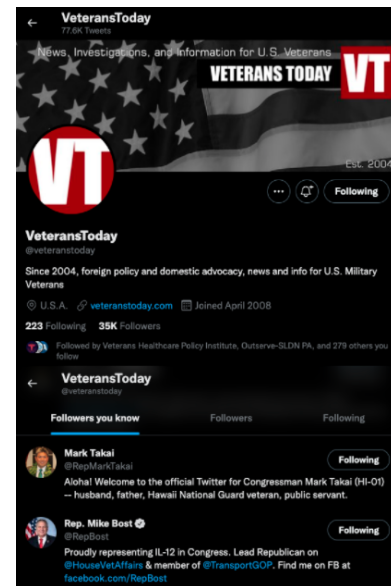 VeteransToday
77.6K Tweets
News, Investigations, and Information for U.S. Veterans
VETERANS TODAY
VT
Est. 2004
VT
Following
VeteransToday
@veteranstoday
Since 2004, foreign policy and domestic advocacy, news and info for U.S. Military
Veterans
U.S.A. veteranstoday.com Joined April 2008
223 Following 35K Followers
Followed by Veterans Healthcare Policy Institute, Outserve-SLDN PA, and 279 others you
follow
VeteransToday
@veteranstoday
Followers you know Followers Following
Mark Takai
@RepMarkTakai
Following
Aloha! Welcome to the official Twitter for Congressman Mark Takai (HI-01)
-- husband, father, Hawaii National Guard veteran, public servant.
Rep. Mike Bost
@RepBost
Following
Proudly representing IL-12 in Congress. Lead Republican on
@HouseVetAffairs & member of @TransportGOP. Find me on FB at
facebook.com/RepBost